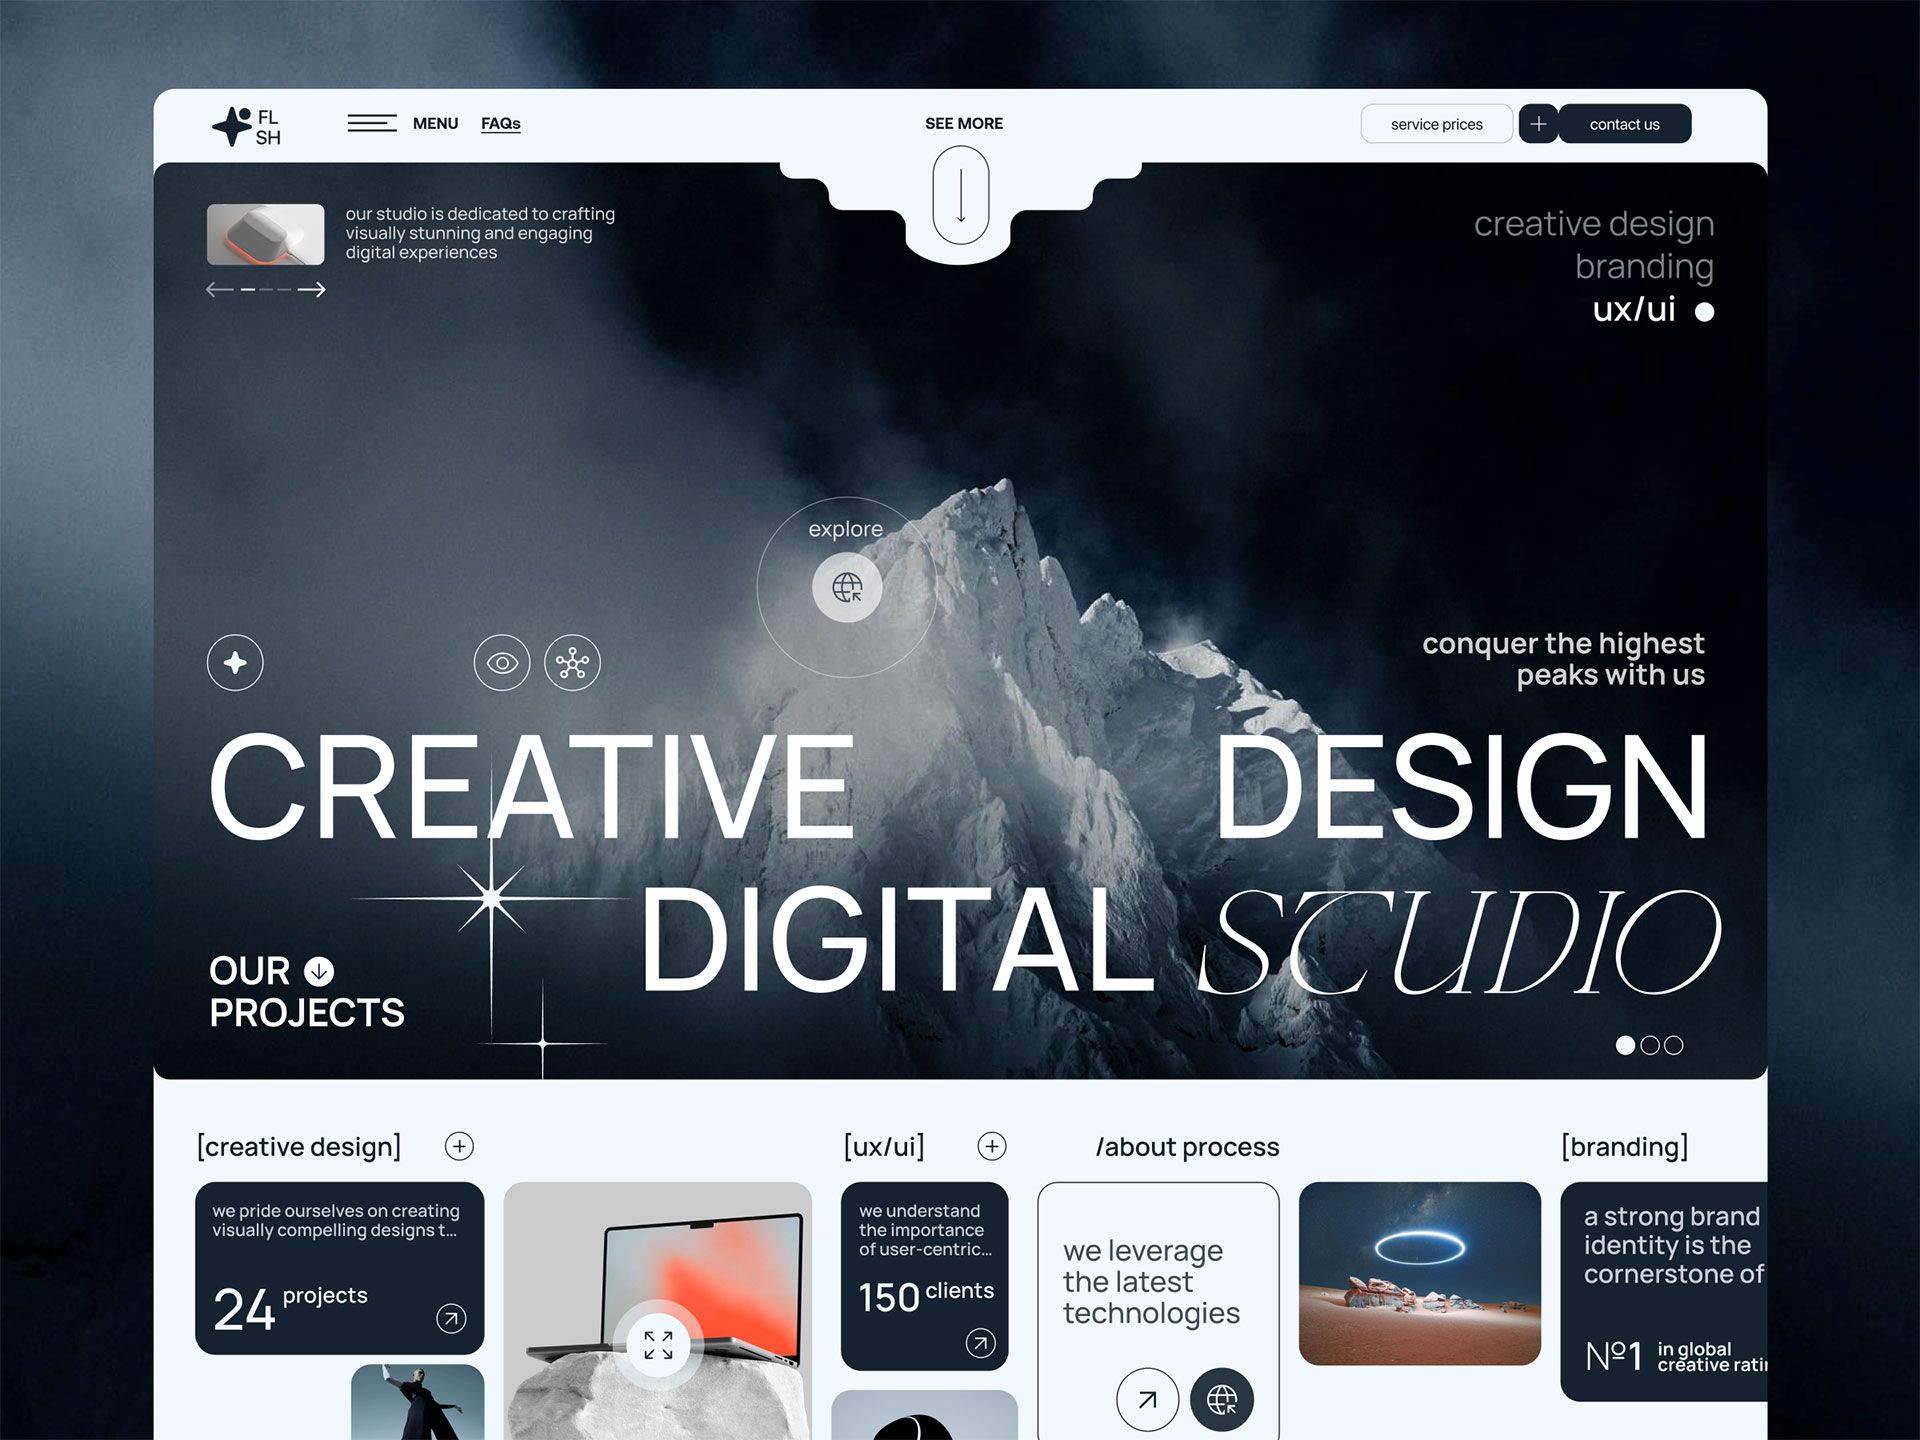 FL
SH
MENU
FAQs
SEE MORE
service prices
contact us
our studio is dedicated to crafting
visually stunning and engaging
digital experiences
creative design
branding
ux/ui
explore
conquer the highest
peaks with us
CREATIVE DESIGN
DIGITAL STUDIO
OUR
PROJECTS
[creative design]
we pride ourselves on creating
visually compelling designs t...
24 projects
[ux/ui]
we understand
the importance
of user-centric...
150 clients
/about process
we leverage
the latest
technologies
[branding]
a strong brand
identity is the
cornerstone of
Nº1 in global
creative ratin